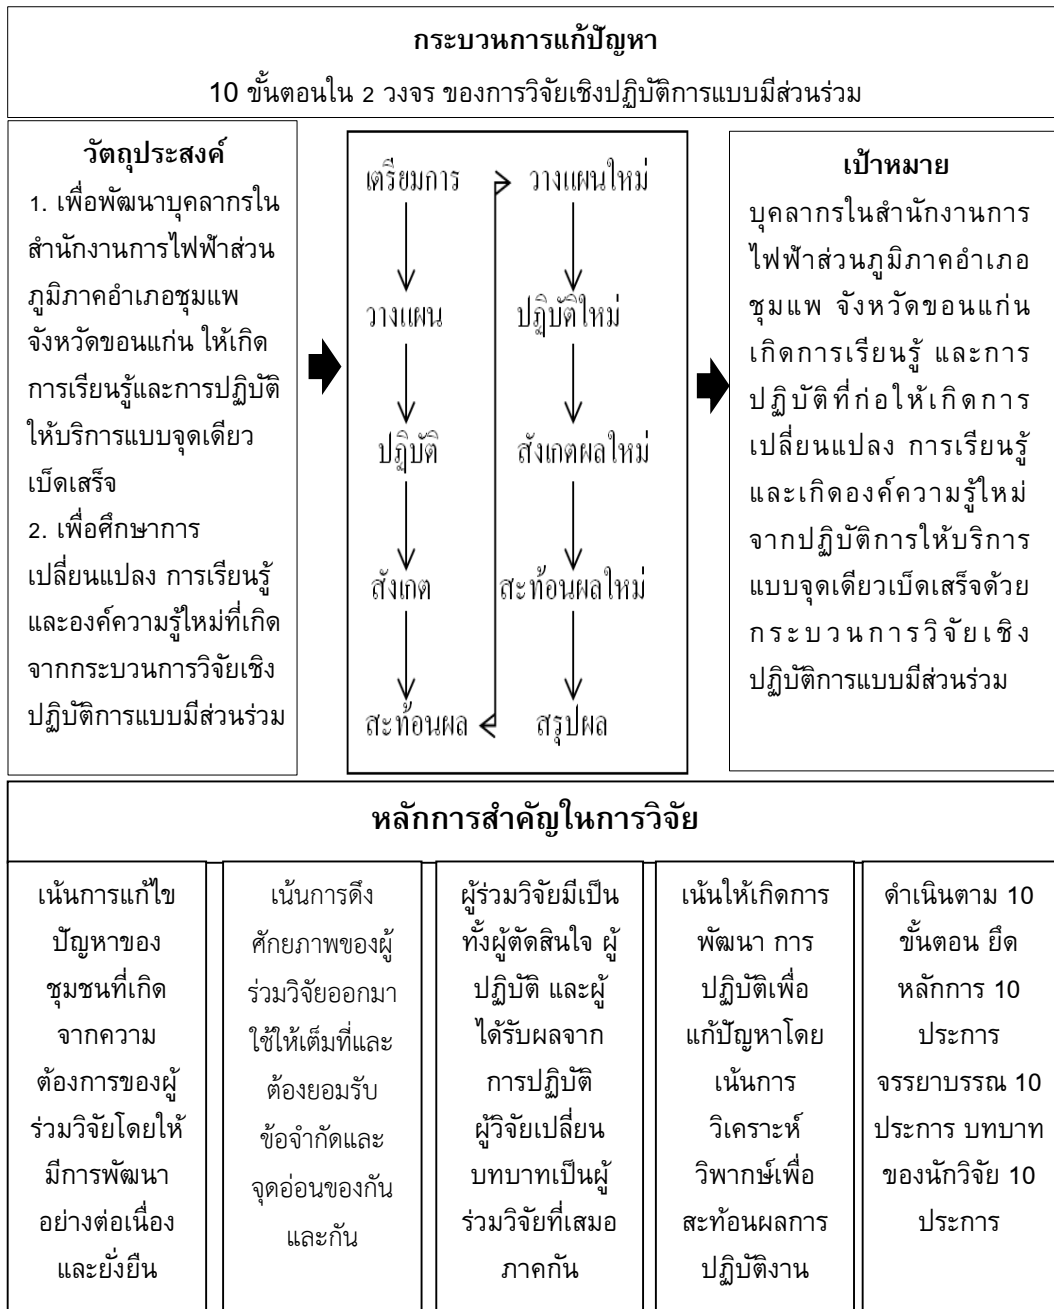 กระบวนการแก้ปัญหา
10 ขั้นตอนใน 2 วงจร ของการวิจัยเชิงปฏิบัติการแบบมีส่วนร่วม
วัตถุประสงค์
1. เพื่อพัฒนาบุคลากรใน
สำนักงานการไฟฟ้าส่วน
ภูมิภาคอำเภอชุมแพ
จังหวัดขอนแก่น ให้เกิด
การเรียนรู้และการปฏิบัติ
ให้บริการแบบจุดเดียว
เบ็ดเสร็จ
2. เพื่อศึกษาการ
เปลี่ยนแปลง การเรียนรู้
และองค์ความรู้ใหม่ที่เกิด
จากกระบวนการวิจัยเชิง
ปฏิบัติการแบบมีส่วนร่วม
เตรียมการ
วางแผน
ปฏิบัติ
สังเกต
สะท้อนผล
วางแผนใหม่
ปฏิบัติใหม่
สังเกตผลใหม่
สะท้อนผลใหม่
สรุปผล
เป้าหมาย
บุคลากรในสำนักงานการ
ไฟฟ้าส่วนภูมิภาคอำเภอ
ชุมแพ จังหวัดขอนแก่น
เกิดการเรียนรู้ และการ
ปฏิบัติที่ก่อให้เกิดการ
เปลี่ยนแปลง การเรียนรู้
และเกิดองค์ความรู้ใหม่
จากปฏิบัติการให้บริการ
แบบจุดเดียวเบ็ดเสร็จด้วย
กระบวนการวิจัยเชิง
ปฏิบัติการแบบมีส่วนร่วม
หลักการสำคัญในการวิจัย
เน้นการแก้ไข
ปัญหาของ
ชุมชนที่เกิด
จากความ
ต้องการของผู้
ร่วมวิจัยโดยให้
มีการพัฒนา
อย่างต่อเนื่อง
และยั่งยืน
เน้นการดึง
ศักยภาพของผู้
ร่วมวิจัยออกมา
ใช้ให้เต็มที่และ
ต้องยอมรับ
ข้อจำกัดและ
จุดอ่อนของกัน
และกัน
ผู้ร่วมวิจัยมีเป็น
ทั้งผู้ตัดสินใจ ผู้
ปฏิบัติ และผู้
ได้รับผลจาก
การปฏิบัติ
ผู้วิจัยเปลี่ยน
บทบาทเป็นผู้
ร่วมวิจัยที่เสมอ
ภาคกัน
เน้นให้เกิดการ
พัฒนา การ
ปฏิบัติเพื่อ
แก้ปัญหาโดย
เน้นการ
วิเคราะห์
วิพากษ์เพื่อ
สะท้อนผลการ
ปฏิบัติงาน
ดำเนินตาม 10
ขั้นตอน ยึด
หลักการ 10
ประการ
จรรยาบรรณ 10
ประการ บทบาท
ของนักวิจัย 10
ประการ